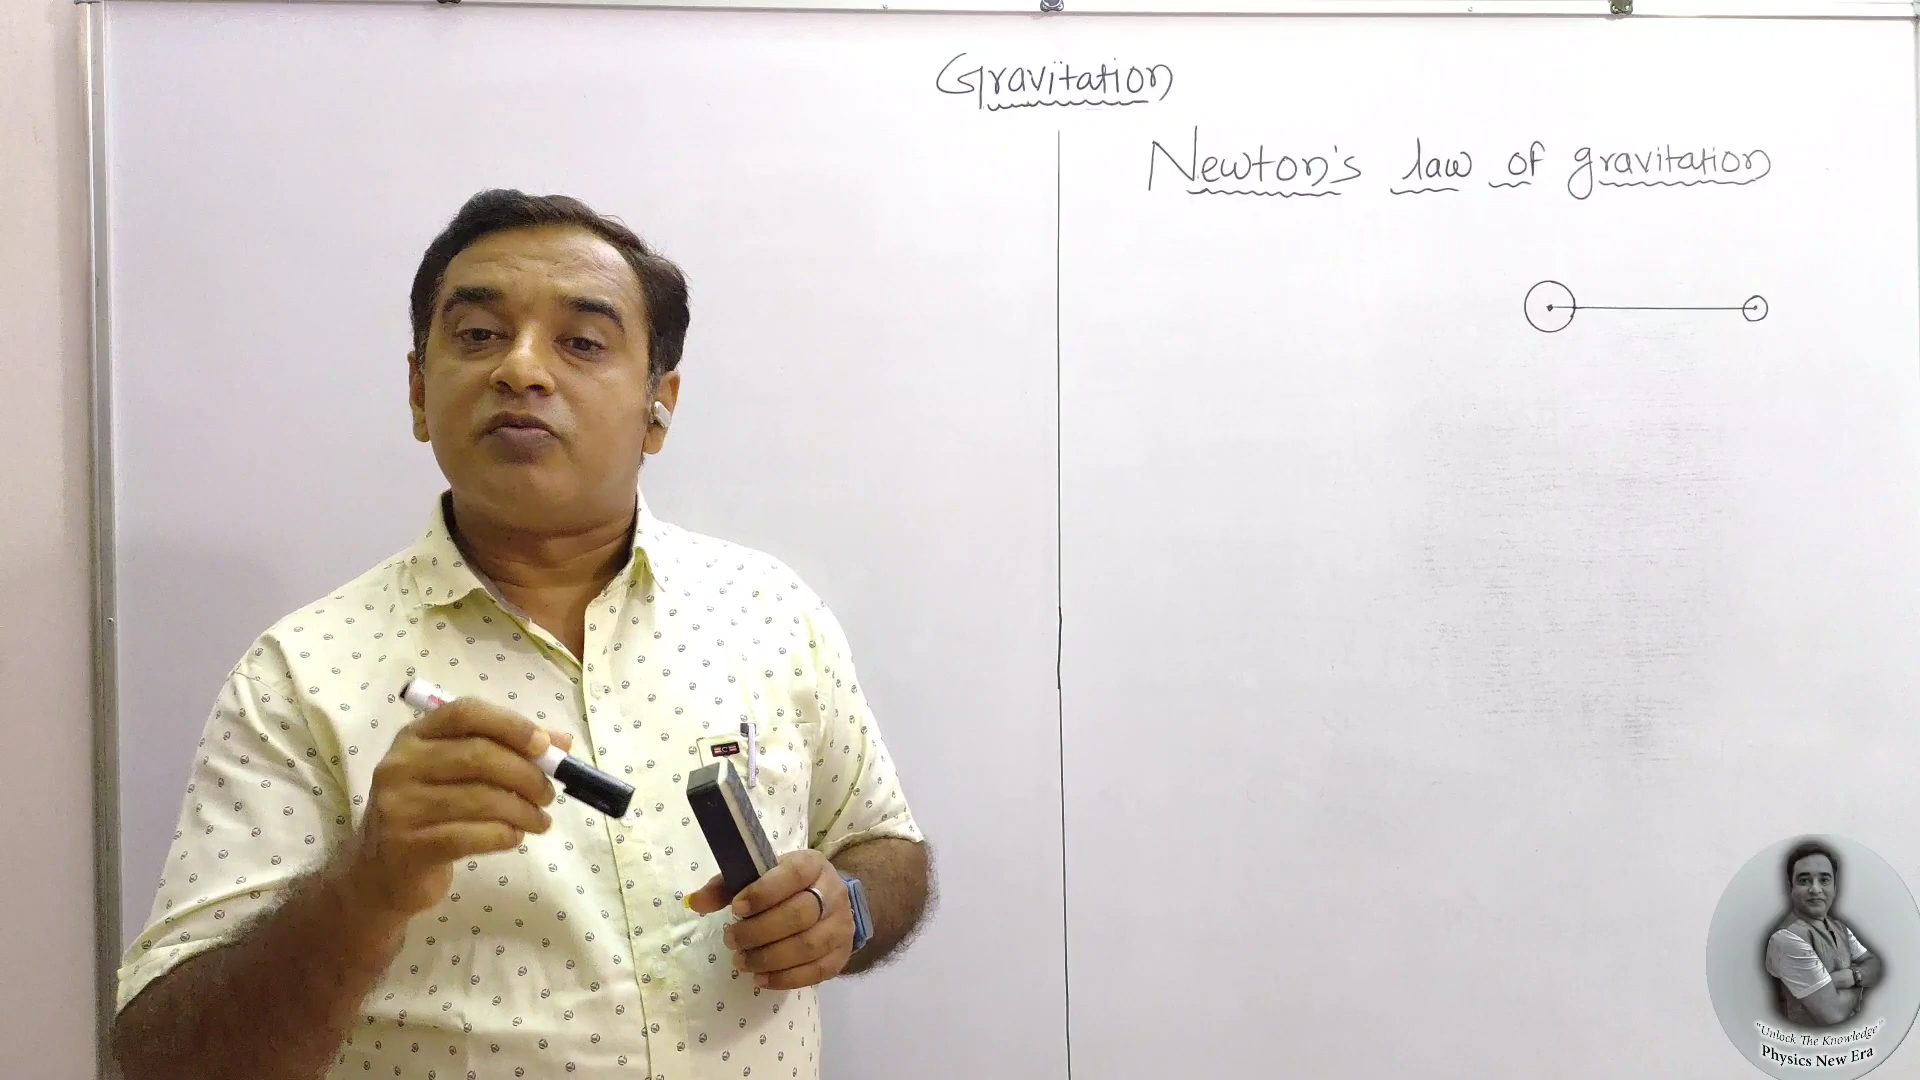 Gravitation
Newton's law of gravitation
"Unlock The Knowledge"
Physics New Era